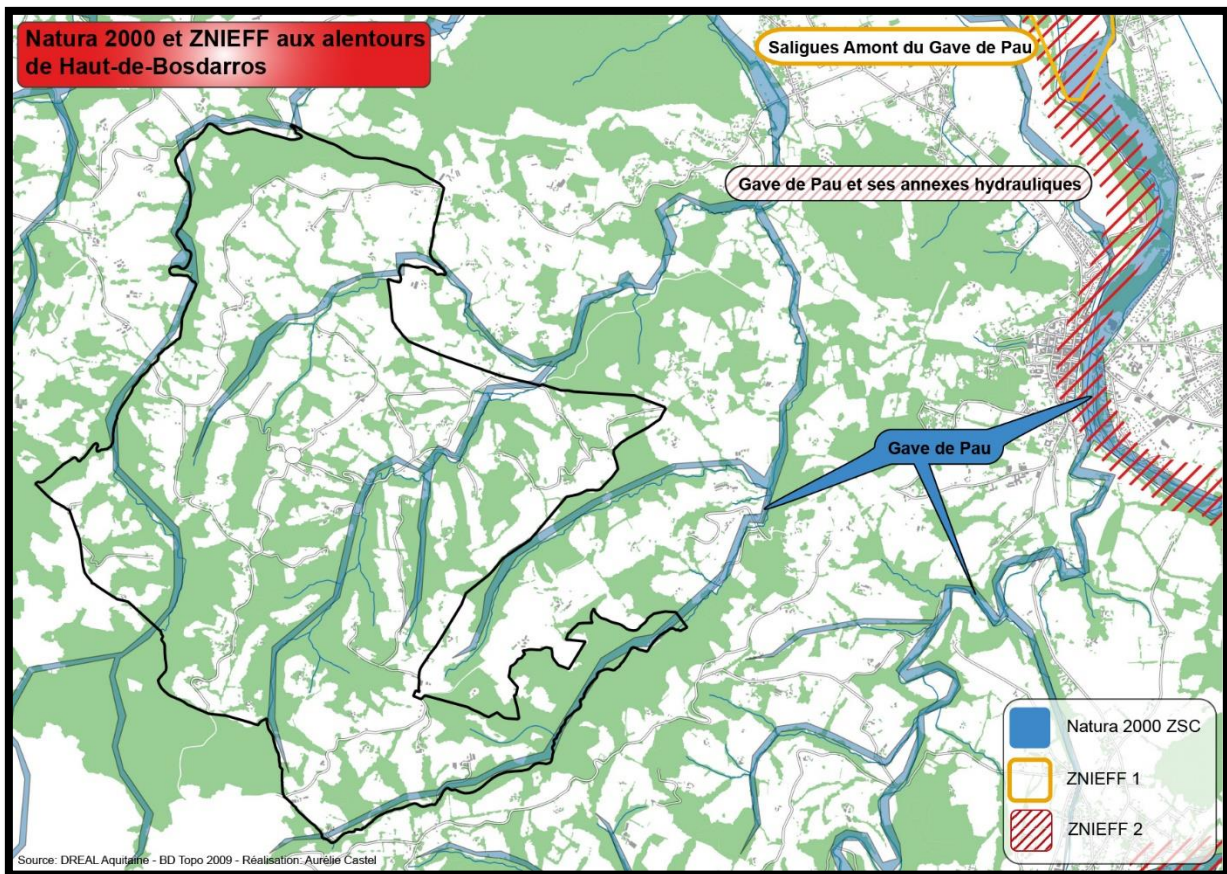 Natura 2000 et ZNIEFF aux alentours
de Haut-de-Bosdarros
Saligues Amont du Gave de Pau
Gave de Pau et ses annexes hydrauliques
Gave de Pau
Natura 2000 ZSC
ZNIEFF 1
ZNIEFF 2
Source: DREAL Aquitaine - BD Topo 2009 - Réalisation: Aurélie Castel